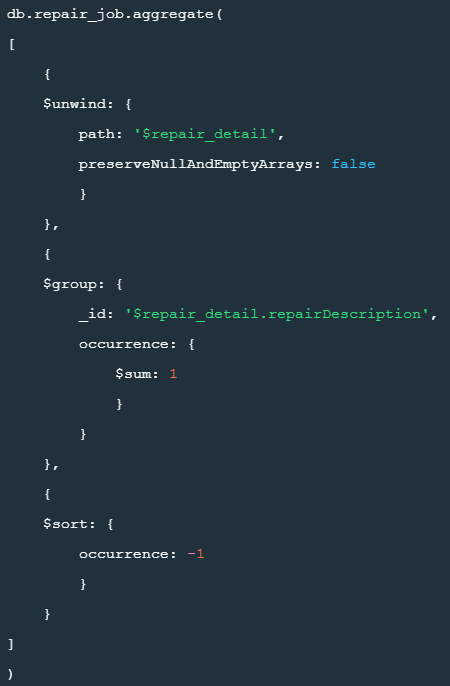 db.repair_job.aggregate(
[
    {
    $unwind: {
        path: '$repair_detail',
        preserveNullAndEmptyArrays: false
        }
    },
    {
    $group: {
        _id: '$repair_detail.repairDescription',
        occurrence: {
            $sum: 1
            }
        }
    },
    {
    $sort: {
        occurrence: -1
        }
    }
]
)